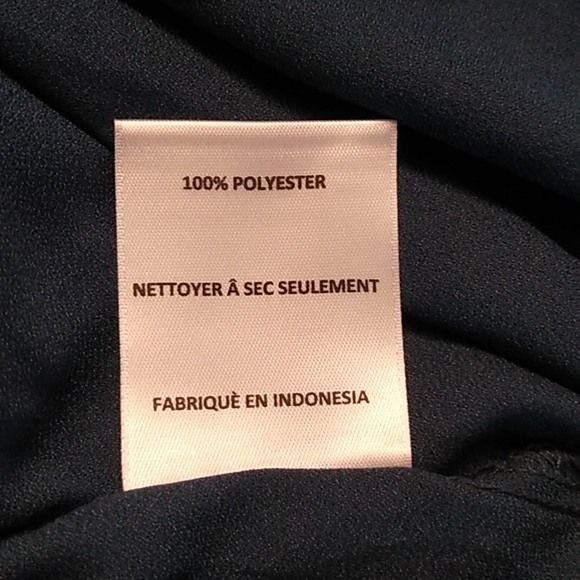 100% POLYESTER
NETTOYER Â SEC SEULEMENT
FABRIQUÈ EN INDONESIA